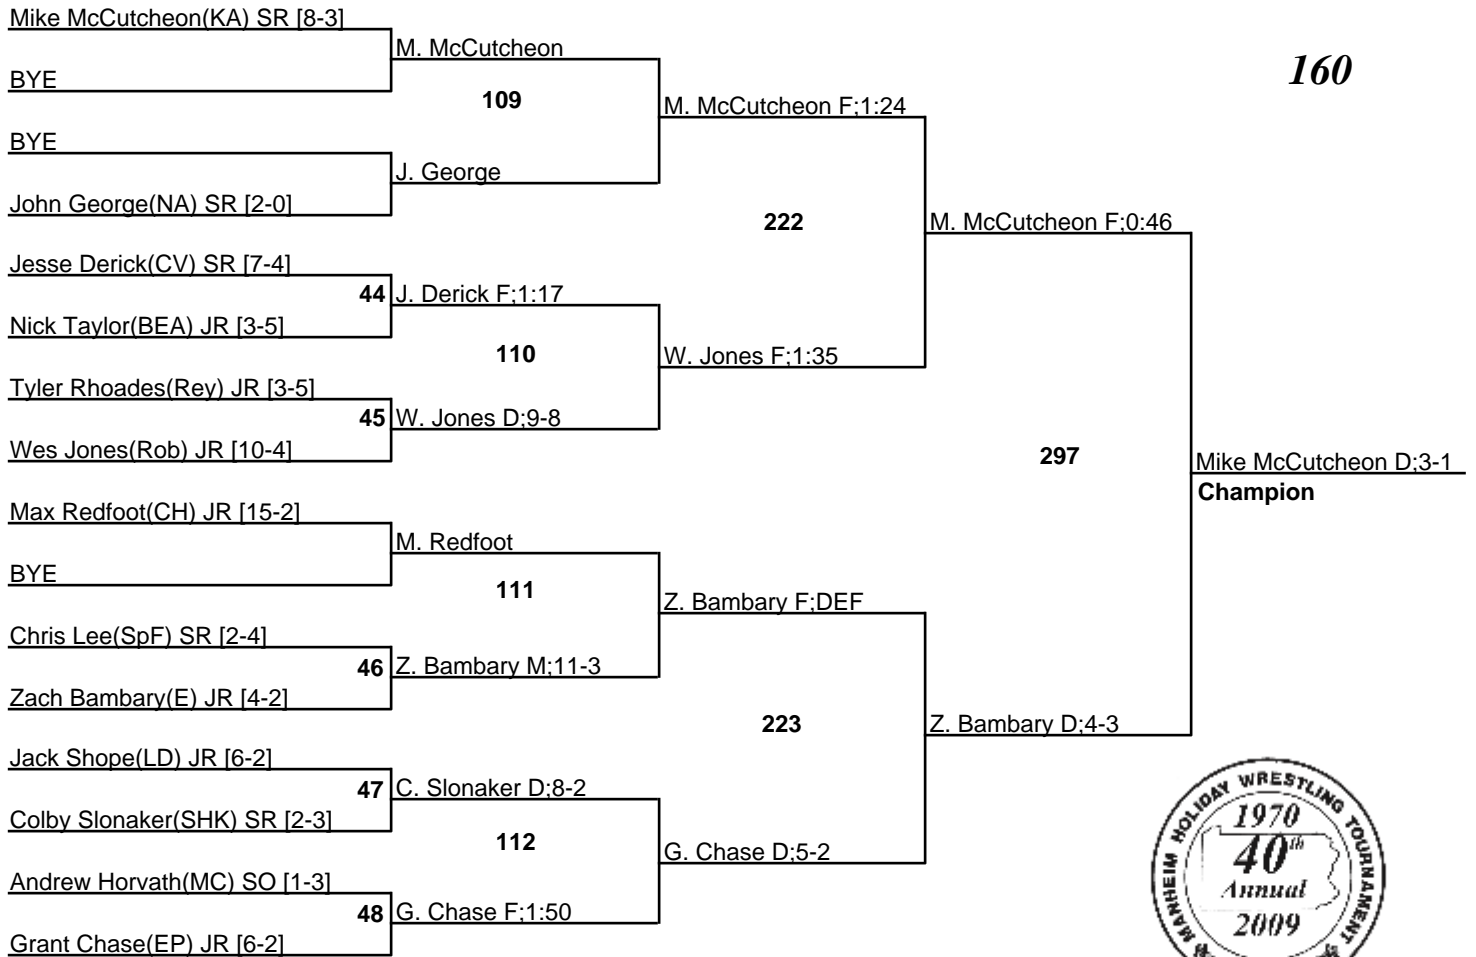 Mike McCutcheon(KA) SR [8-3]
BYE
BYE
John George(NA) SR [2-0]
Jesse Derick(CV) SR [7-4]
Nick Taylor(BEA) JR [3-5]
Tyler Rhoades(Rey) JR [3-5]
Wes Jones(Rob) JR [10-4]
Max Redfoot(CH) JR [15-2]
BYE
Chris Lee(SpF) SR [2-4]
Zach Bambary(E) JR [4-2]
Jack Shope(LD) JR [6-2]
Colby Slonaker(SHK) SR [2-3]
Andrew Horvath(MC) SO [1-3]
Grant Chase(EP) JR [6-2]
M. McCutcheon
109
J. George
44 J. Derick F;1:17
110
45 W. Jones D;9-8
M. Redfoot
111
46 Z. Bambary M;11-3
47 C. Slonaker D;8-2
112
48 G. Chase F;1:50
M. McCutcheon F;1:24
222
W. Jones F;1:35
Z. Bambary F;DEF
223
G. Chase D;5-2
M. McCutcheon F;0:46
297
Z. Bambary D;4-3
Mike McCutcheon D;3-1
Champion
160
MANHEIM HOLIDAY WRESTLING TOURNAMENT
1970
40th
Annual
2009